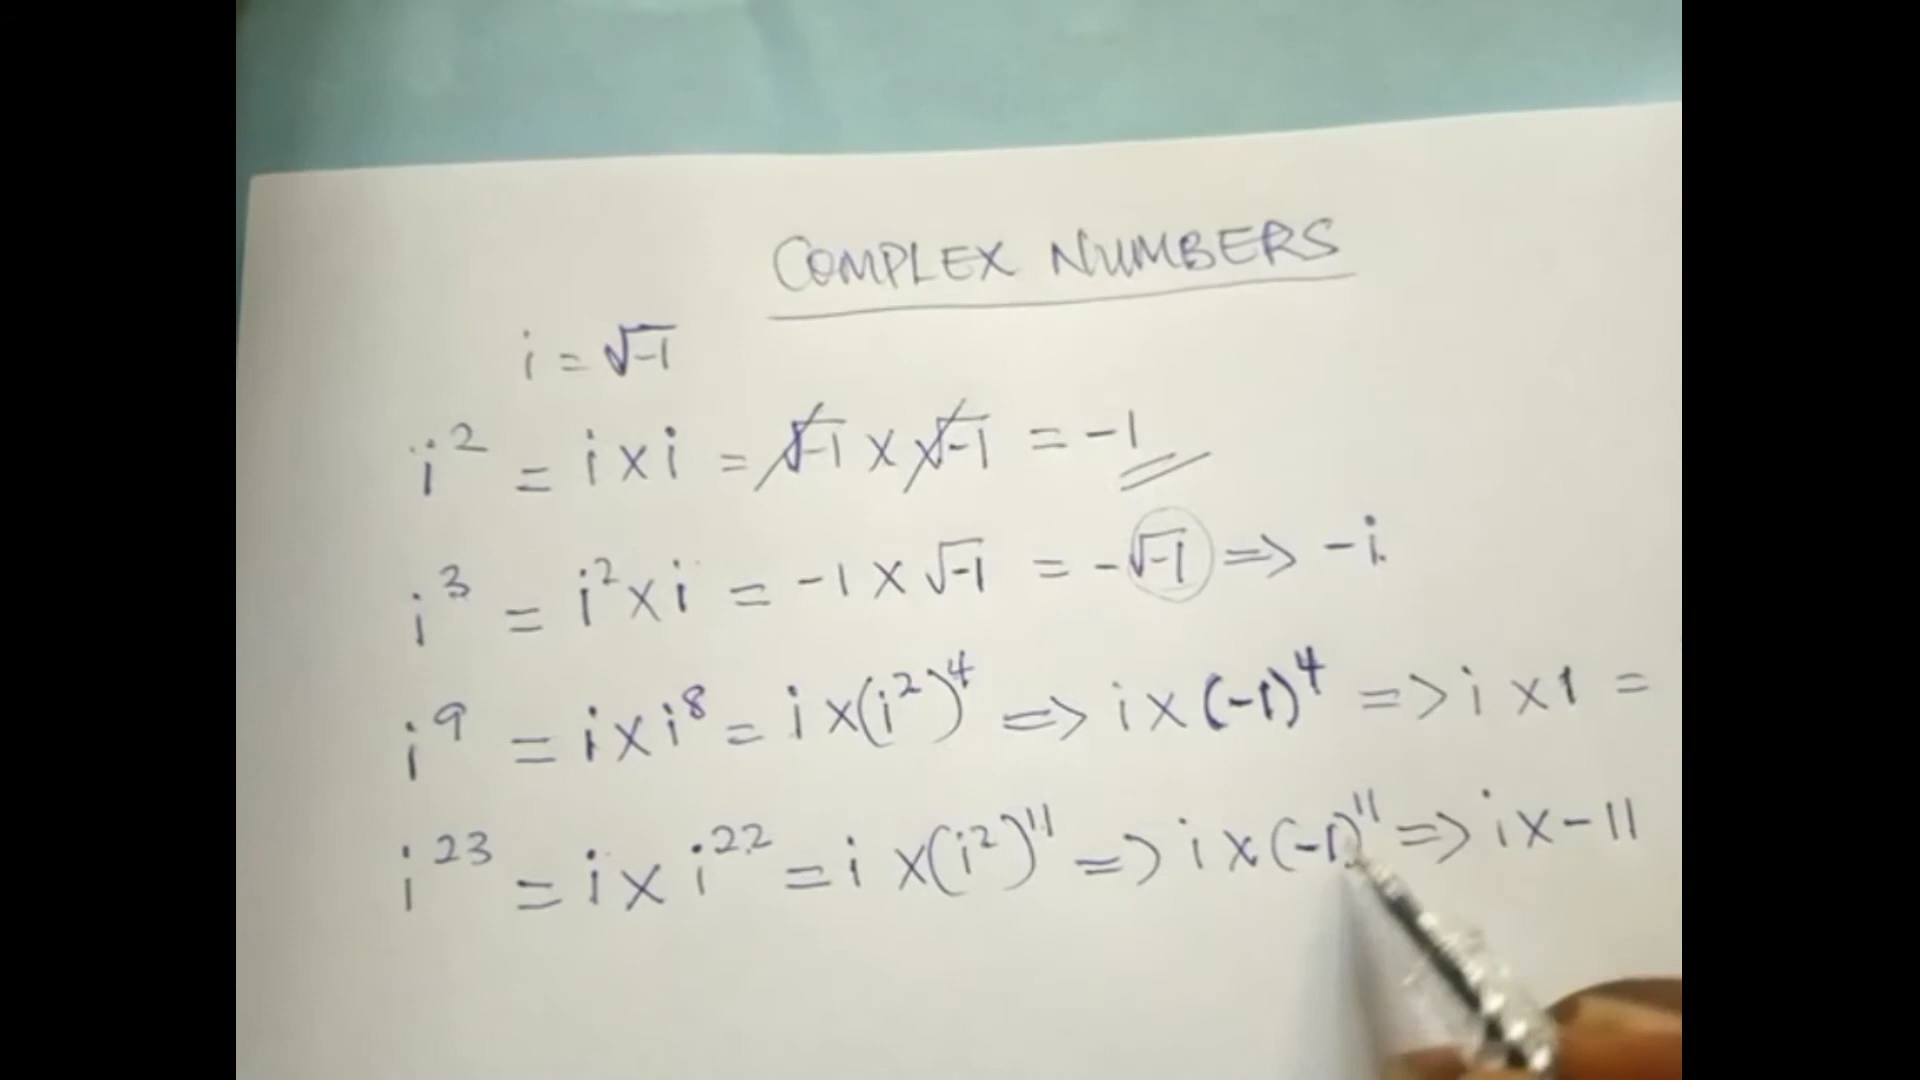 COMPLEX NUMBERS
i = √-1
i² = i x i = √-1 x √-1 = -1
i³ = i² x i = -1 x √-1 = -√-1 => -i
i⁹ = i x i⁸ = i x (i²)⁴ => i x (-1)⁴ => i x 1 =
i²³ = i x i²² = i x (i²)¹¹ => i x (-1)¹¹ => i x -11